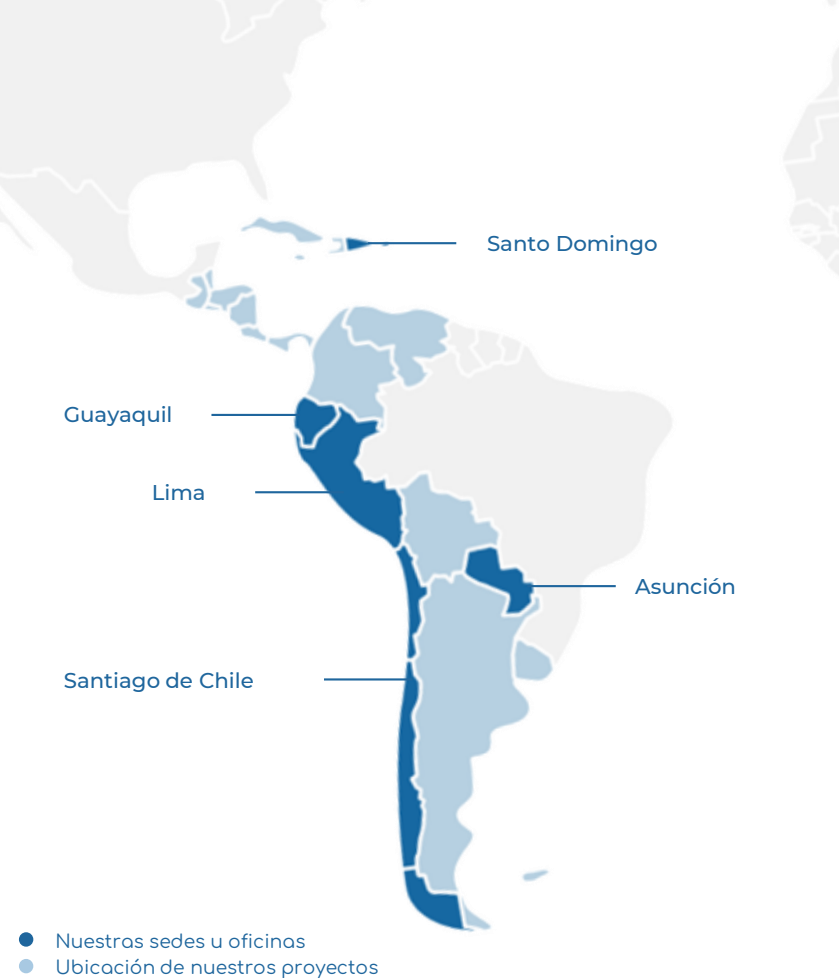 Santo Domingo
Guayaquil
Lima
Asunción
Santiago de Chile
Nuestras sedes u oficinas
Ubicación de nuestros proyectos